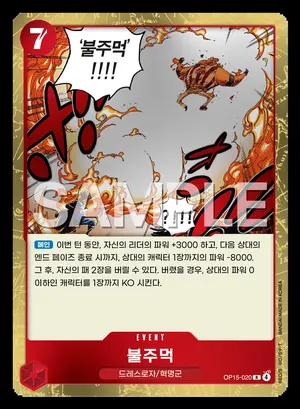 7
'불주먹'
!!!!
?!!
SAMPLE
메인 이번 턴 동안, 자신의 리더의 파워 +3000 하고, 다음 상대의
엔드 페이즈 종료 시까지, 상대의 캐릭터 1장까지의 파워 -8000.
그 후, 자신의 패 2장을 버릴 수 있다. 버렸을 경우, 상대의 파워 0
이하인 캐릭터를 1장까지 KO 시킨다.
EVENT
불주먹
드레스로자/혁명군
OP15-020 R